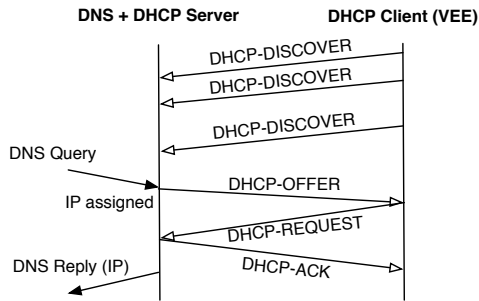 DNS + DHCP Server
DHCP Client (VEE)
DHCP-DISCOVER
DHCP-DISCOVER
DHCP-DISCOVER
DNS Query
DHCP-OFFER
IP assigned
DHCP-REQUEST
DNS Reply (IP)
DHCP-ACK